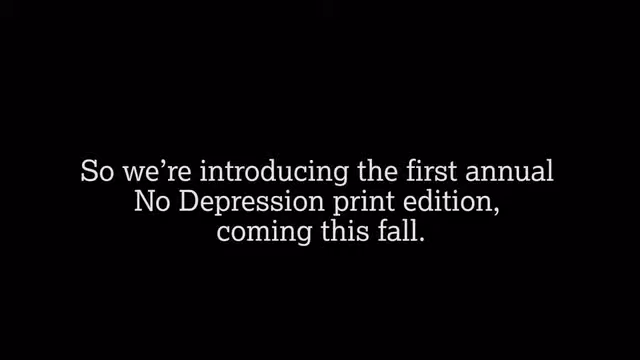 So we’re introducing the first annual
No Depression print edition,
coming this fall.